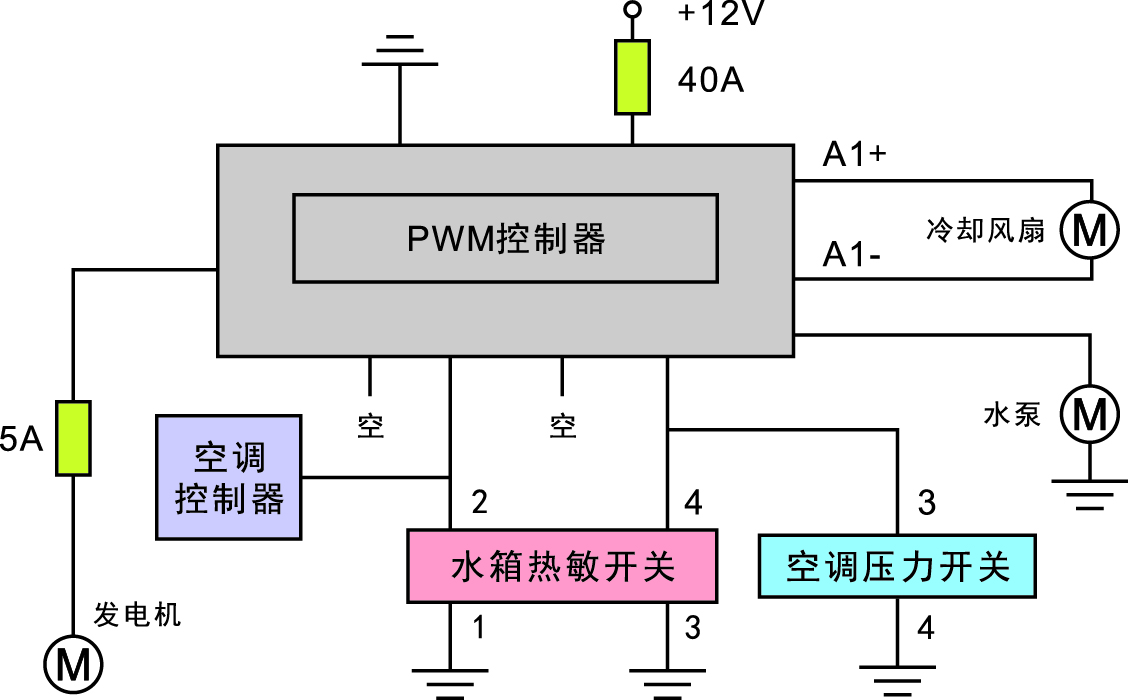 +12V
40A
A1+
PWM控制器
冷却风扇
M
A1-
空
空
水泵
M
5A
空调
控制器
2
4
3
水箱热敏开关
空调压力开关
发电机
1
3
4
M